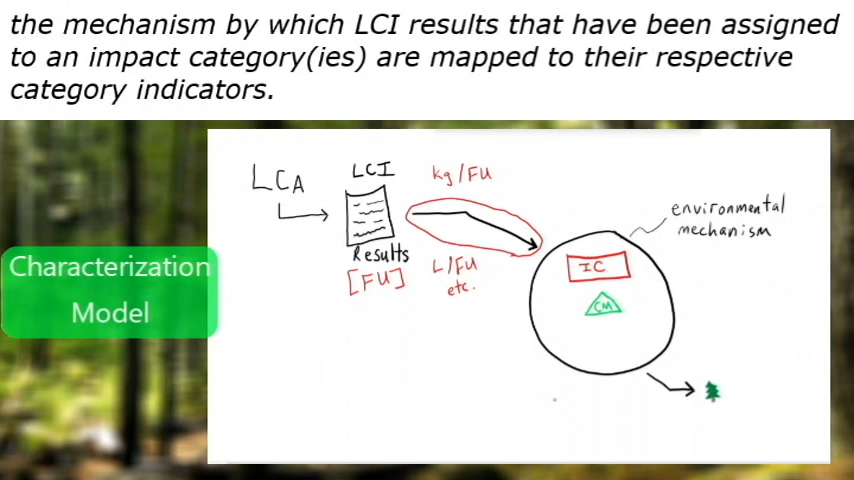 the mechanism by which LCI results that have been assigned
to an impact category(ies) are mapped to their respective
category indicators.
LCA
LCI
kg/FU
environmental
mechanism
Results
[FU]
L/FU
etc.
IC
CM
Characterization
Model